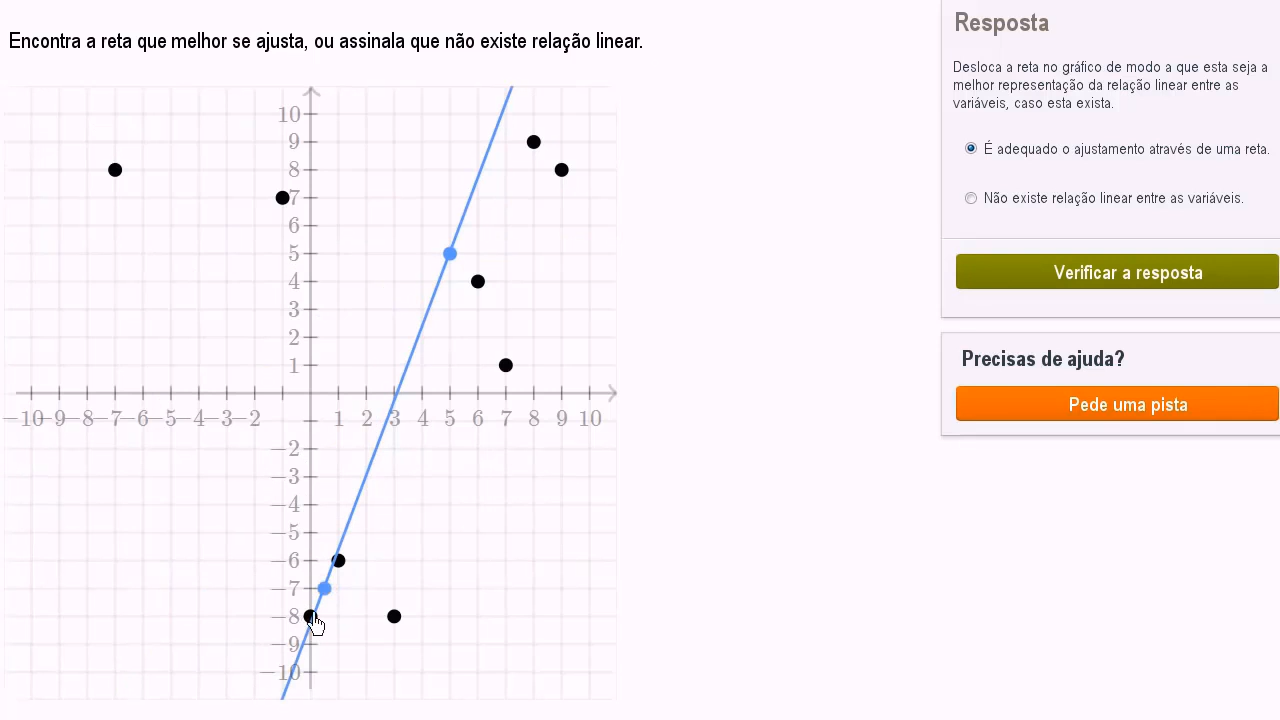 Encontra a reta que melhor se ajusta, ou assinala que não existe relação linear.
10
9
8
7
6
5
4
3
2
1
−10−9−8−7−6−5−4−3−2 1 2 3 4 5 6 7 8 9 10
−2
−3
−4
−5
−6
−7
−8
−9
−10
Resposta
Desloca a reta no gráfico de modo a que esta seja a
melhor representação da relação linear entre as
variáveis, caso esta exista.
É adequado o ajustamento através de uma reta.
Não existe relação linear entre as variáveis.
Verificar a resposta
Precisas de ajuda?
Pede uma pista